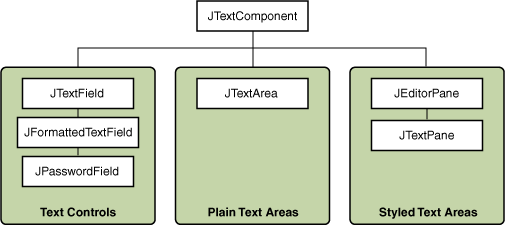 JTextComponent
JTextField
JFormattedTextField
JPasswordField
Text Controls
JTextArea
Plain Text Areas
JEditorPane
JTextPane
Styled Text Areas